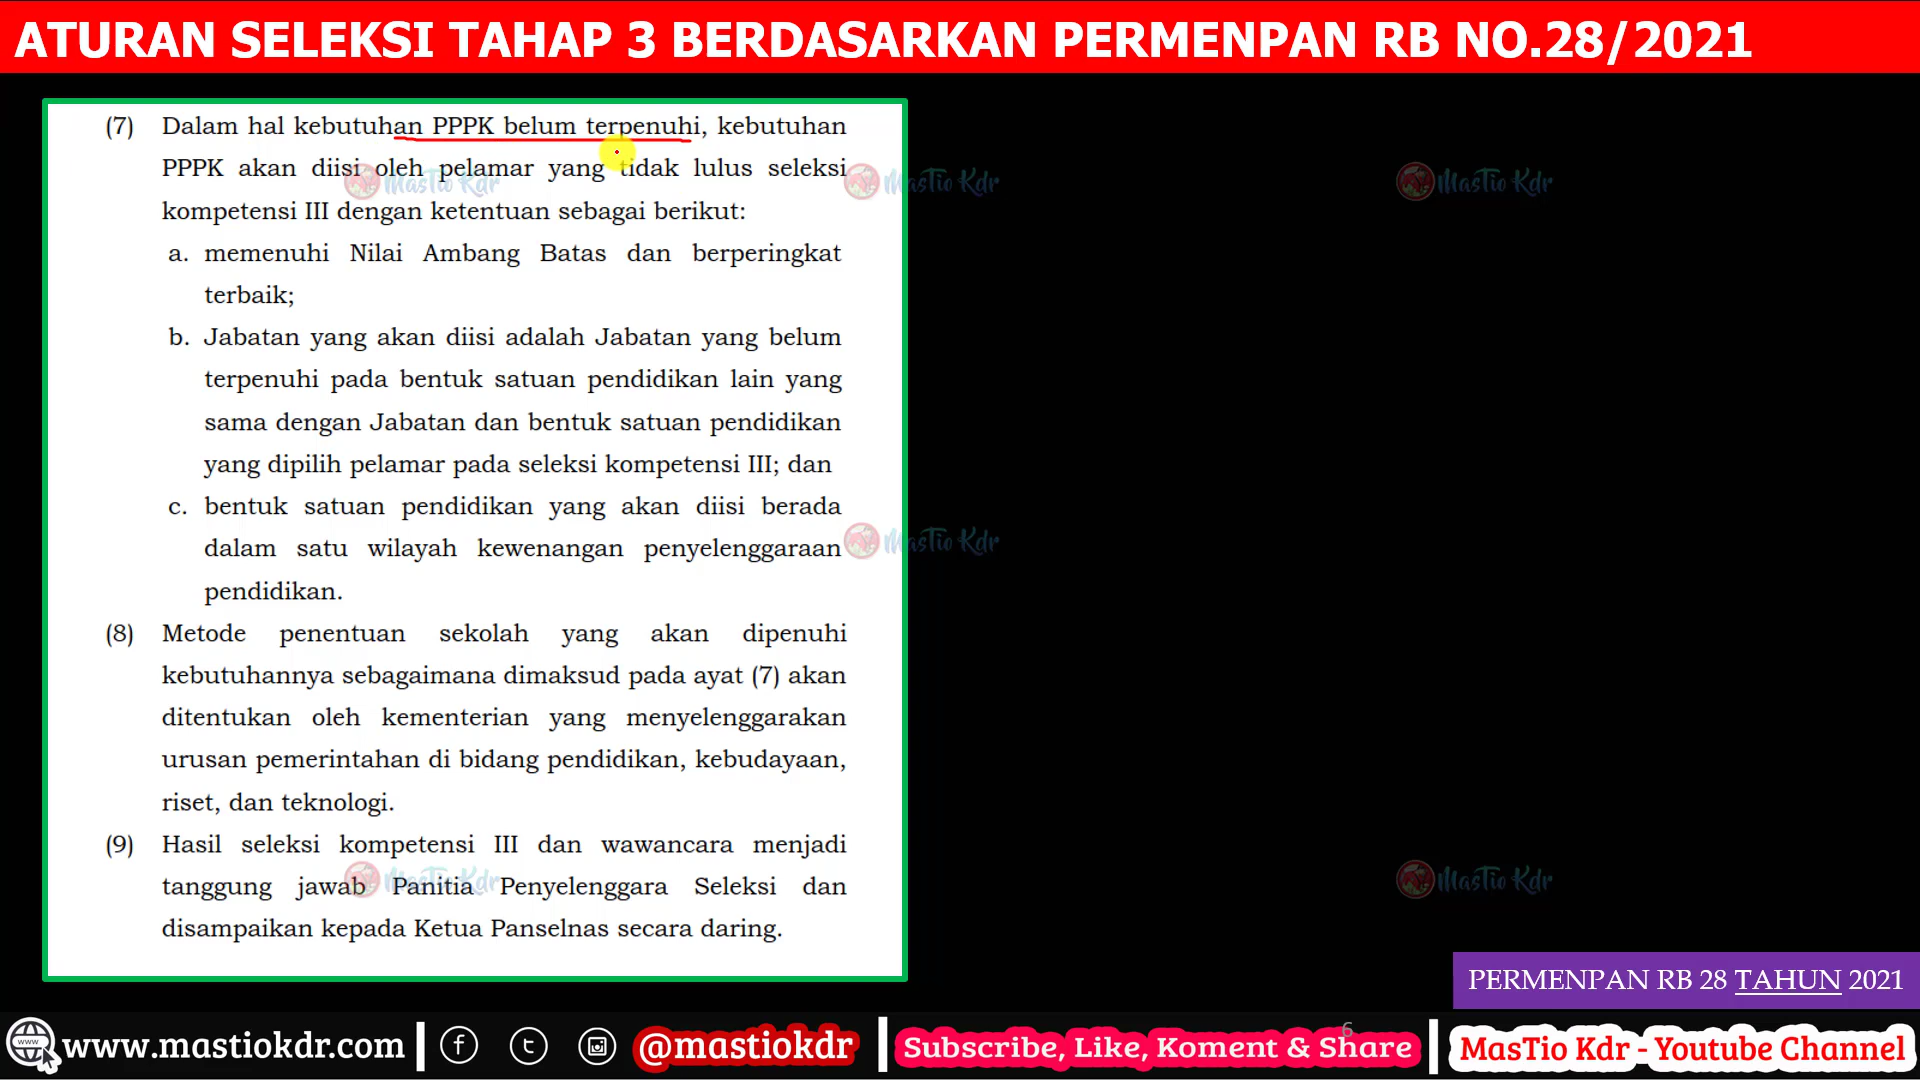 ATURAN SELEKSI TAHAP 3 BERDASARKAN PERMENPAN RB NO.28/2021
(7) Dalam hal kebutuhan PPPK belum terpenuhi, kebutuhan
PPPK akan diisi oleh pelamar yang tidak lulus seleksi
kompetensi III dengan ketentuan sebagai berikut:
a. memenuhi Nilai Ambang Batas dan berperingkat
terbaik;
b. Jabatan yang akan diisi adalah Jabatan yang belum
terpenuhi pada bentuk satuan pendidikan lain yang
sama dengan Jabatan dan bentuk satuan pendidikan
yang dipilih pelamar pada seleksi kompetensi III; dan
c. bentuk satuan pendidikan yang akan diisi berada
dalam satu wilayah kewenangan penyelenggaraan
pendidikan.
(8) Metode penentuan sekolah yang akan dipenuhi
kebutuhannya sebagaimana dimaksud pada ayat (7) akan
ditentukan oleh kementerian yang menyelenggarakan
urusan pemerintahan di bidang pendidikan, kebudayaan,
riset, dan teknologi.
(9) Hasil seleksi kompetensi III dan wawancara menjadi
tanggung jawab Panitia Penyelenggara Seleksi dan
disampaikan kepada Ketua Panselnas secara daring.
MasTio Kdr
MasTio Kdr
MasTio Kdr
MasTio Kdr
MasTio Kdr
MasTio Kdr
PERMENPAN RB 28 TAHUN 2021
6
www
www.mastiokdr.com
@mastiokdr
Subscribe, Like, Koment & Share
MasTio Kdr - Youtube Channel